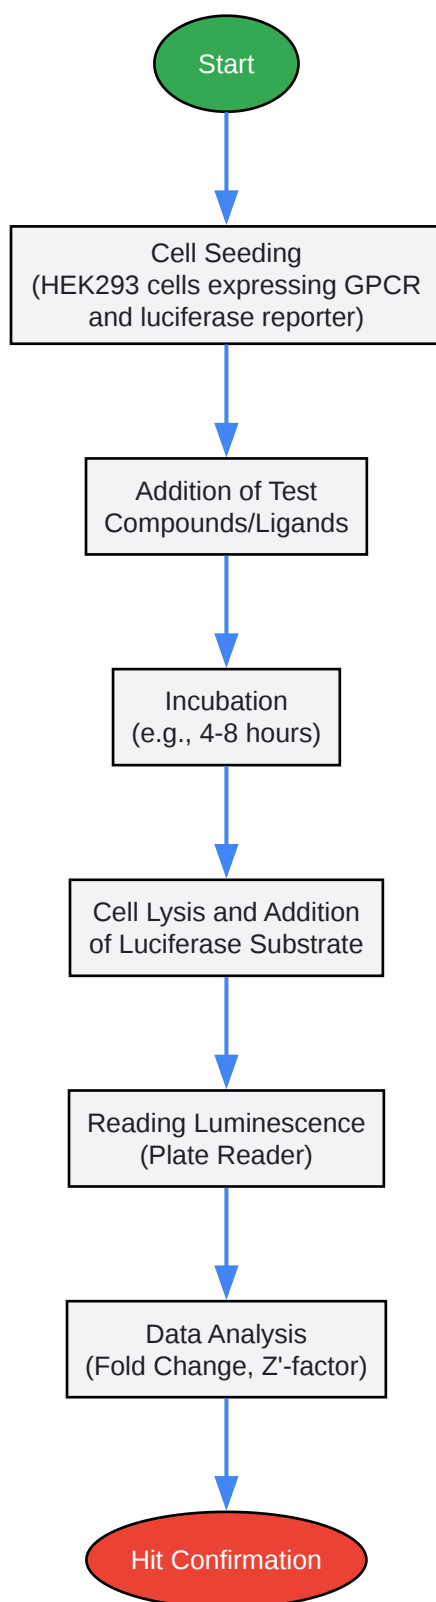 Start
Cell Seeding
(HEK293 cells expressing GPCR
and luciferase reporter)
Addition of Test
Compounds/Ligands
Incubation
(e.g., 4-8 hours)
Cell Lysis and Addition
of Luciferase Substrate
Reading Luminescence
(Plate Reader)
Data Analysis
(Fold Change, Z'-factor)
Hit Confirmation